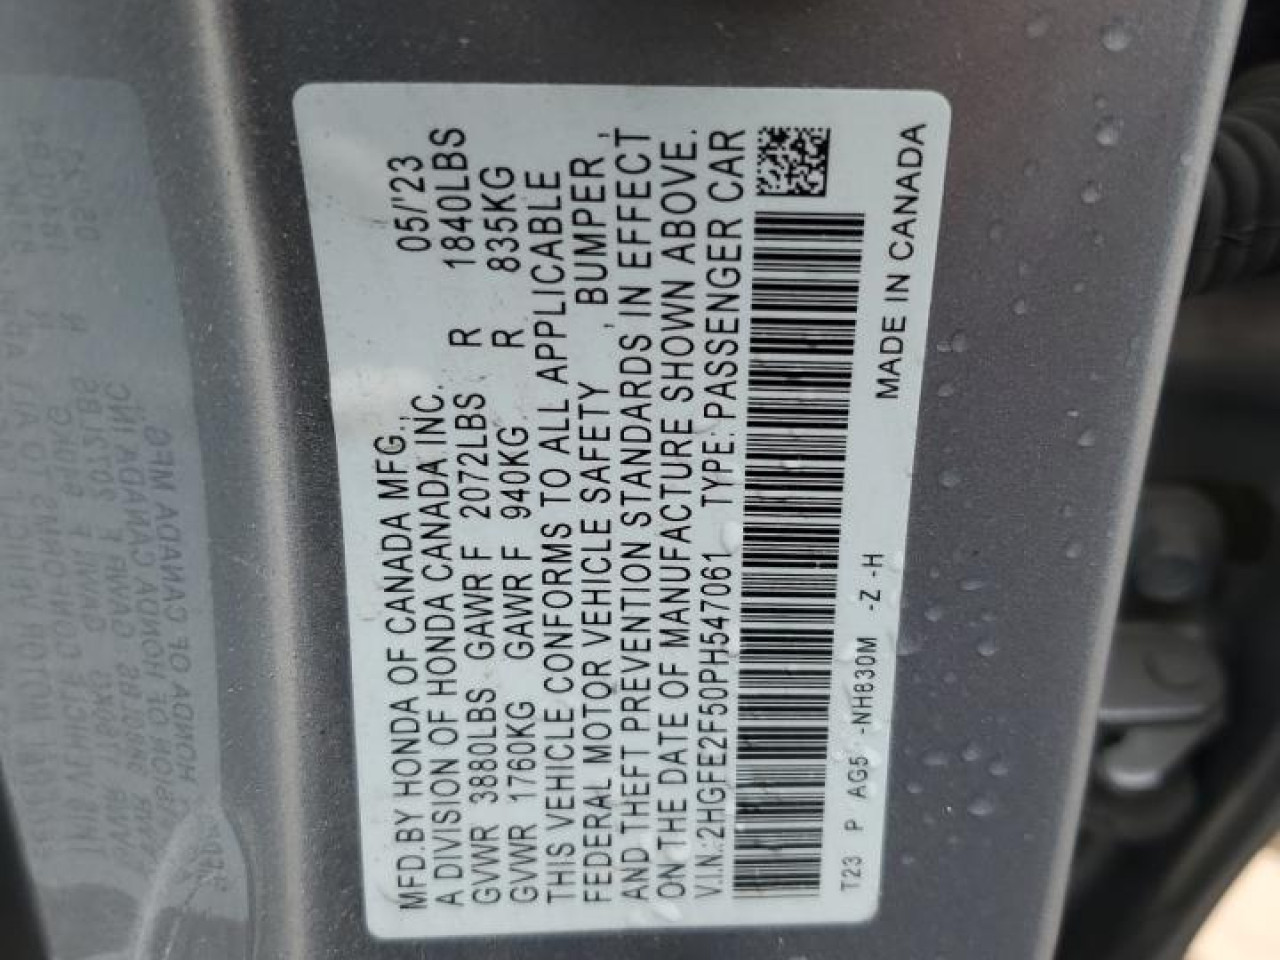 MFD.BY HONDA OF CANADA MFG., 05/'23
A DIVISION OF HONDA CANADA INC.
GVWR 3880LBS GAWR F 2072LBS R 1840LBS
GVWR 1760KG GAWR F 940KG R 835KG
THIS VEHICLE CONFORMS TO ALL APPLICABLE
FEDERAL MOTOR VEHICLE SAFETY, BUMPER,
AND THEFT PREVENTION STANDARDS IN EFFECT
ON THE DATE OF MANUFACTURE SHOWN ABOVE.
V.I.N.:2HGFE2F50PH547061 TYPE: PASSENGER CAR
T23 P AG5 -NH830M -Z -H
MADE IN CANADA